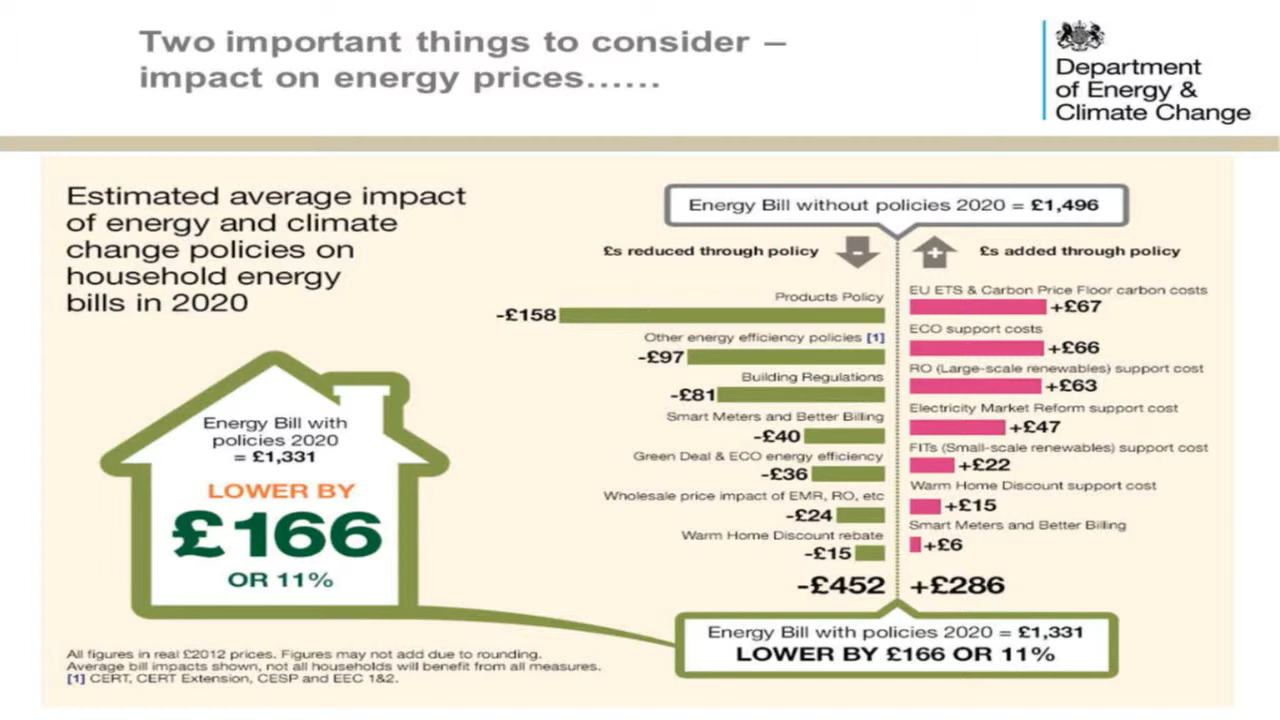 Two important things to consider –
impact on energy prices……
Department
of Energy &
Climate Change
Estimated average impact
of energy and climate
change policies on
household energy
bills in 2020
Energy Bill with
policies 2020
= £1,331
LOWER BY
£166
OR 11%
All figures in real £2012 prices. Figures may not add due to rounding.
Average bill impacts shown, not all households will benefit from all measures.
[1] CERT, CERT Extension, CESP and EEC 1&2.
Energy Bill without policies 2020 = £1,496
£s reduced through policy
-
+
£s added through policy
Products Policy
-£158
Other energy efficiency policies [1]
-£97
Building Regulations
-£81
Smart Meters and Better Billing
-£40
Green Deal & ECO energy efficiency
-£36
Wholesale price impact of EMR, RO, etc
-£24
Warm Home Discount rebate
-£15
-£452
EU ETS & Carbon Price Floor carbon costs
+£67
ECO support costs
+£66
RO (Large-scale renewables) support cost
+£63
Electricity Market Reform support cost
+£47
FITs (Small-scale renewables) support cost
+£22
Warm Home Discount support cost
+£15
Smart Meters and Better Billing
+£6
+£286
Energy Bill with policies 2020 = £1,331
LOWER BY £166 OR 11%